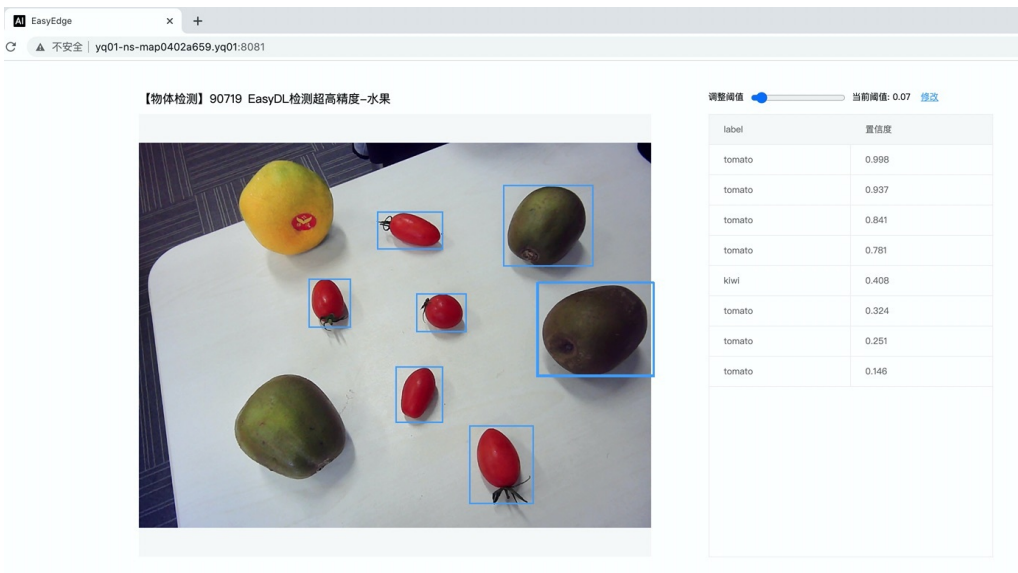 AI EasyEdge × +
不安全 | yq01-ns-map0402a659.yq01:8081
【物体检测】90719 EasyDL检测超高精度-水果
调整阈值 当前阈值: 0.07 修改
label 置信度
tomato 0.998
tomato 0.937
tomato 0.841
tomato 0.781
kiwi 0.408
tomato 0.324
tomato 0.251
tomato 0.146